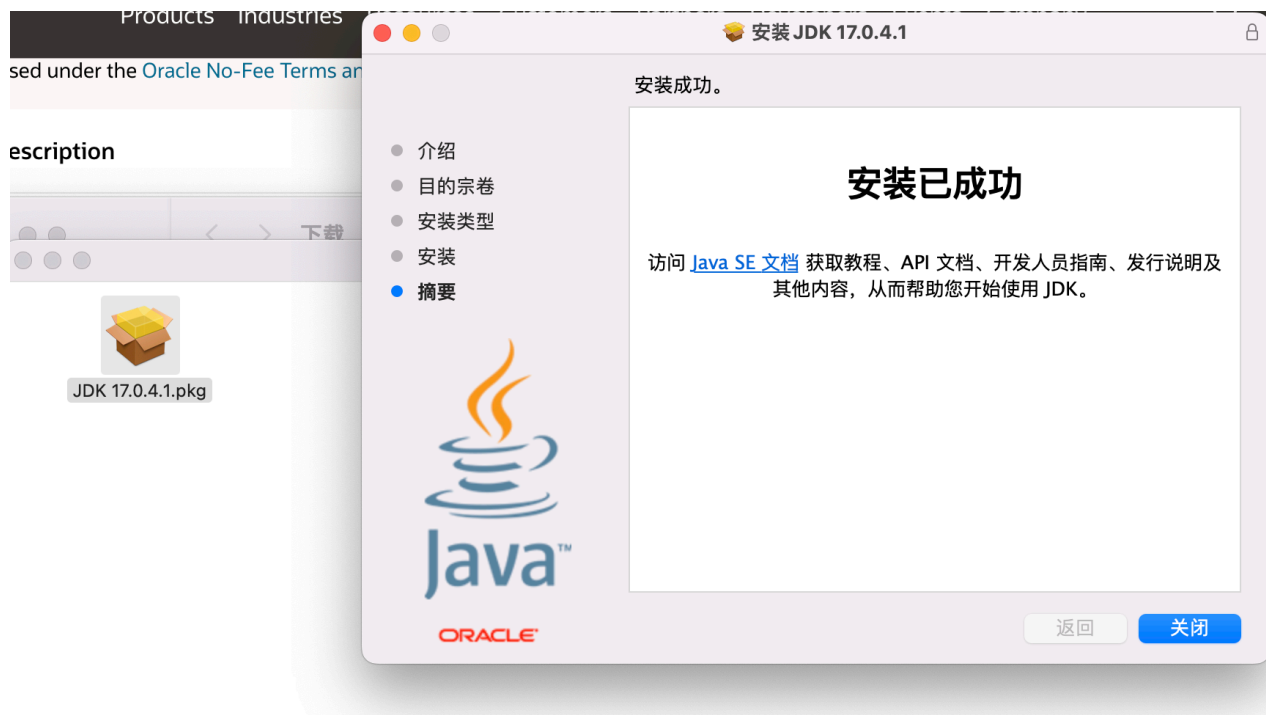 Products Industries
安装 JDK 17.0.4.1
sed under the Oracle No-Fee Terms an
安装成功。
escription
介绍
目的宗卷
安装类型
安装
摘要
下载
安装已成功
访问 Java SE 文档 获取教程、API 文档、开发人员指南、发行说明及
其他内容，从而帮助您开始使用 JDK。
JDK 17.0.4.1.pkg
Java™
ORACLE
返回
关闭